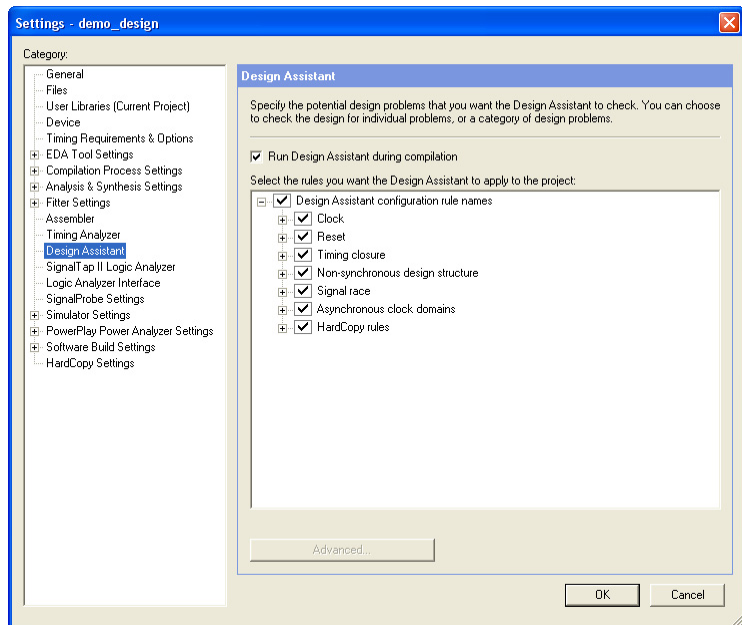 Settings - demo_design
Category:
General
Files
User Libraries (Current Project)
Device
Timing Requirements & Options
EDA Tool Settings
Compilation Process Settings
Analysis & Synthesis Settings
Fitter Settings
Assembler
Timing Analyzer
Design Assistant
SignalTap II Logic Analyzer
Logic Analyzer Interface
SignalProbe Settings
Simulator Settings
PowerPlay Power Analyzer Settings
Software Build Settings
HardCopy Settings
Design Assistant
Specify the potential design problems that you want the Design Assistant to check. You can choose
to check the design for individual problems, or a category of design problems.
Run Design Assistant during compilation
Select the rules you want the Design Assistant to apply to the project:
Design Assistant configuration rule names
Clock
Reset
Timing closure
Non-synchronous design structure
Signal race
Asynchronous clock domains
HardCopy rules
Advanced...
OK
Cancel